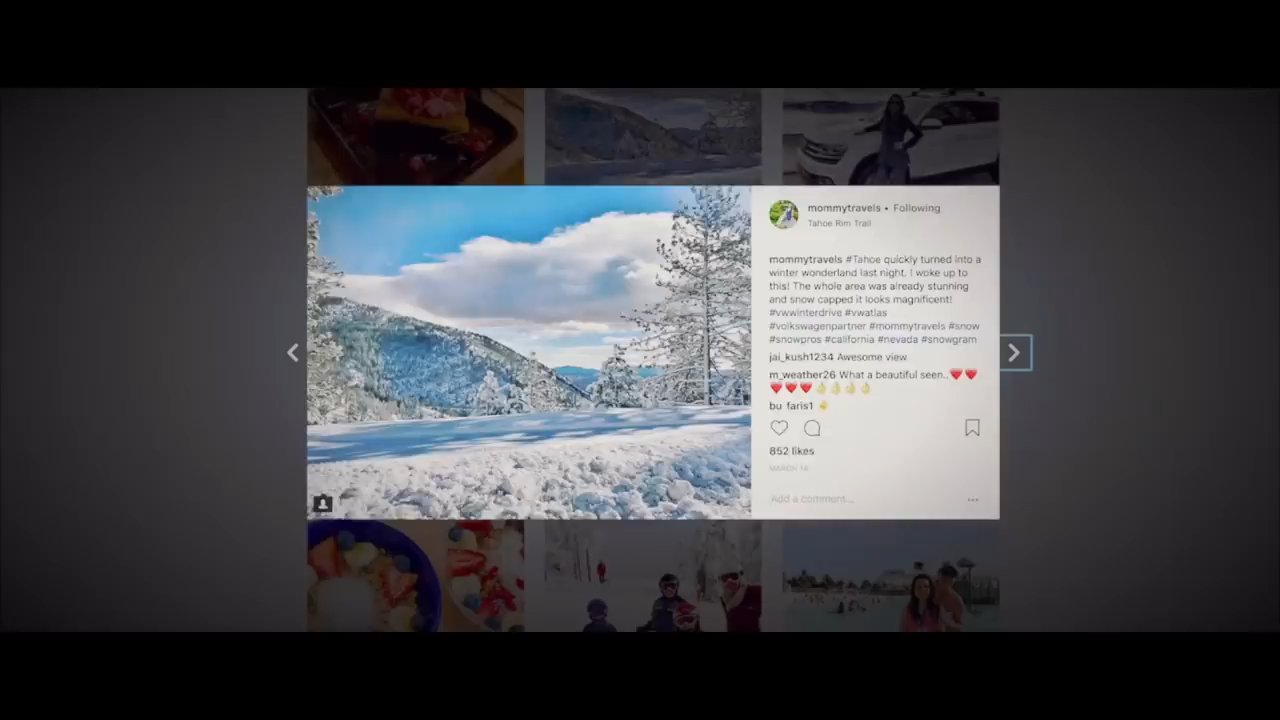 mommytravels • Following
Tahoe Rim Trail
mommytravels #Tahoe quickly turned into a
winter wonderland last night. I woke up to
this! The whole area was already stunning
and snow capped it looks magnificent!
#vwwinterdrive #vwatlas
#volkswagenpartner #mommytravels #snow
#snowpros #california #nevada #snowgram
jai_kush1234 Awesome view
m_weather26 What a beautiful seen..❤️❤️
❤️❤️❤️👌👌👌👌
bu_faris1
852 likes
MARCH 14
Add a comment...